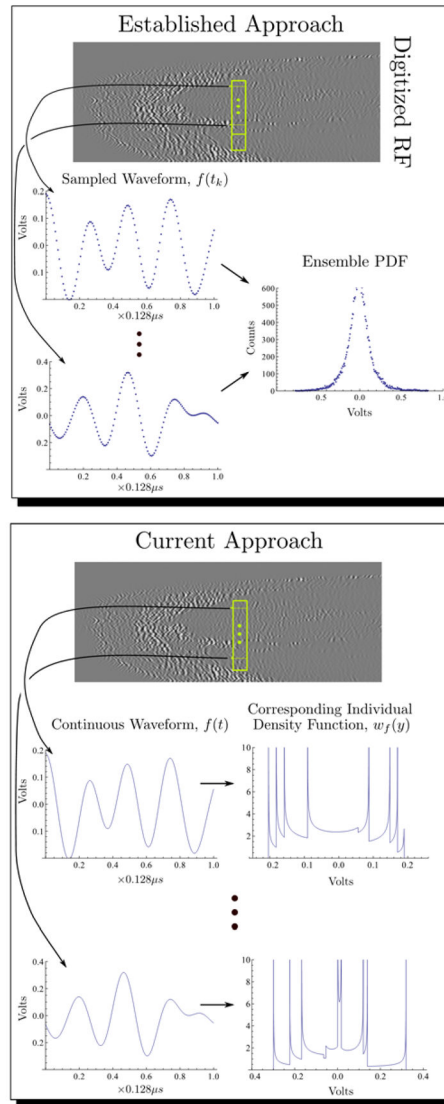 Established Approach
Digitized RF
Sampled Waveform, f(t_k)
Volts
0.2
0.1
0.0
0.1
0.2 0.4 0.6 0.8 1.0
×0.128μs
Ensemble PDF
Counts
600
500
400
300
200
100
0
0.5 0.0 0.5 1.0
Volts
Volts
0.4
0.2
0.0
0.2
0.4
0.2 0.4 0.6 0.8 1.0
×0.128μs
Current Approach
Continuous Waveform, f(t)
Volts
0.2
0.1
0.0
0.1
0.2 0.4 0.6 0.8 1.0
×0.128μs
Corresponding Individual
Density Function, w_f(y)
10
8
6
4
2
0.2 0.1 0.0 0.1 0.2
Volts
Volts
0.4
0.2
0.0
0.2
0.4
0.2 0.4 0.6 0.8 1.0
×0.128μs
10
8
6
4
2
0.4 0.2 0.0 0.2 0.4
Volts